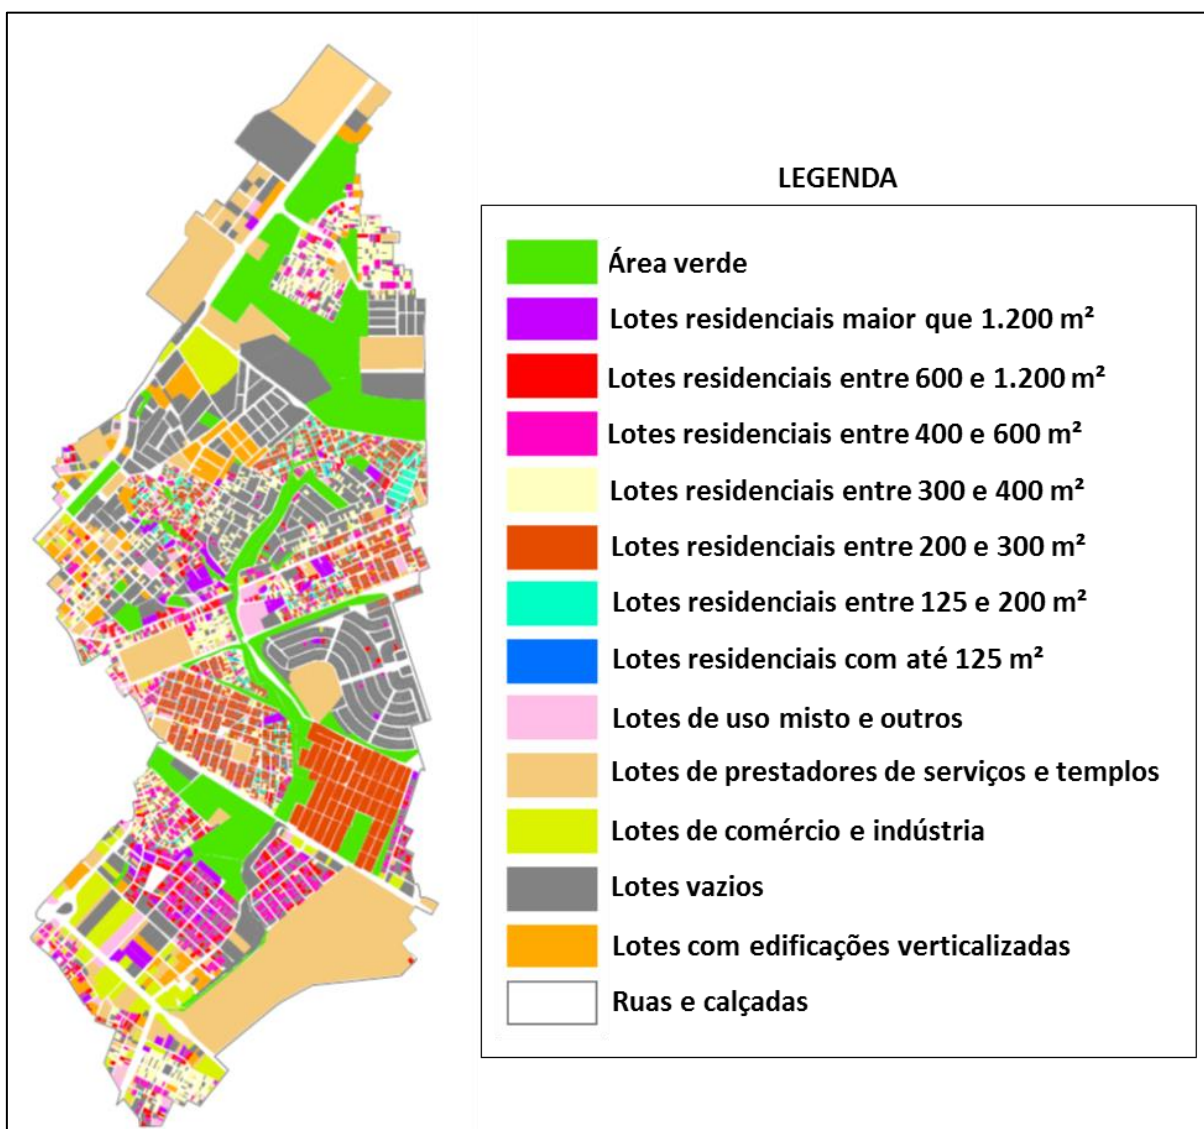 LEGENDA
Área verde
Lotes residenciais maior que 1.200 m²
Lotes residenciais entre 600 e 1.200 m²
Lotes residenciais entre 400 e 600 m²
Lotes residenciais entre 300 e 400 m²
Lotes residenciais entre 200 e 300 m²
Lotes residenciais entre 125 e 200 m²
Lotes residenciais com até 125 m²
Lotes de uso misto e outros
Lotes de prestadores de serviços e templos
Lotes de comércio e indústria
Lotes vazios
Lotes com edificações verticalizadas
Ruas e calçadas